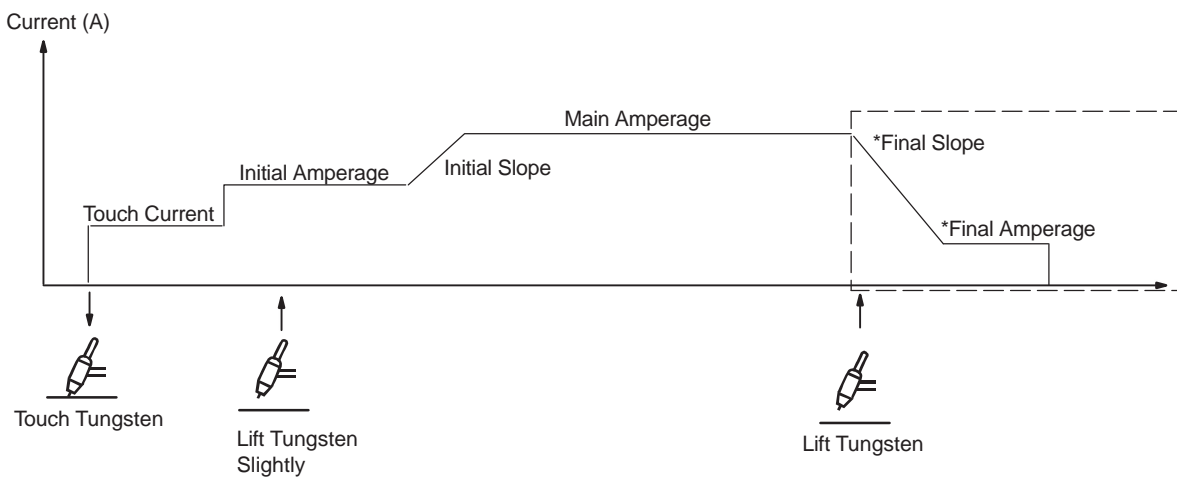 Current (A)
Main Amperage
*Final Slope
Initial Amperage
Initial Slope
Touch Current
*Final Amperage
Touch Tungsten
Lift Tungsten
Slightly
Lift Tungsten